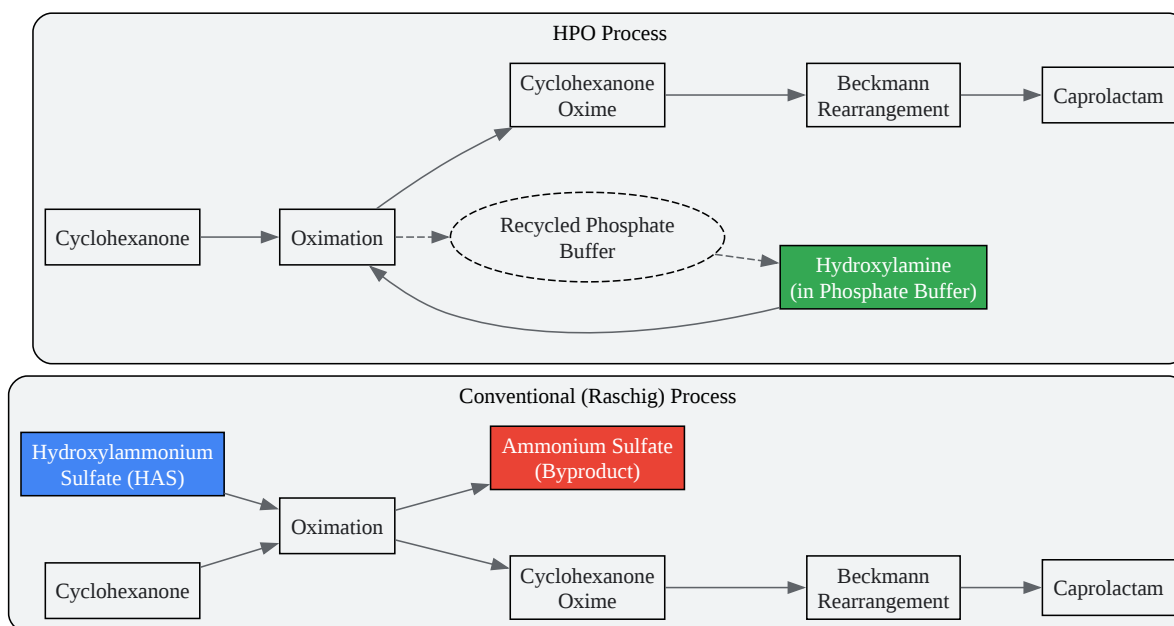 HPO Process
Cyclohexanone
Oxime
Beckmann
Rearrangement
Caprolactam
Cyclohexanone
Oximation
Recycled Phosphate
Buffer
Hydroxylamine
(in Phosphate Buffer)
Conventional (Raschig) Process
Hydroxylammonium
Sulfate (HAS)
Ammonium Sulfate
(Byproduct)
Oximation
Cyclohexanone
Cyclohexanone
Oxime
Beckmann
Rearrangement
Caprolactam